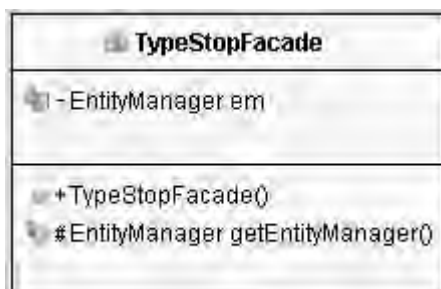 TypeStopFacade
-EntityManager em
+TypeStopFacade()
#EntityManager getEntityManager()